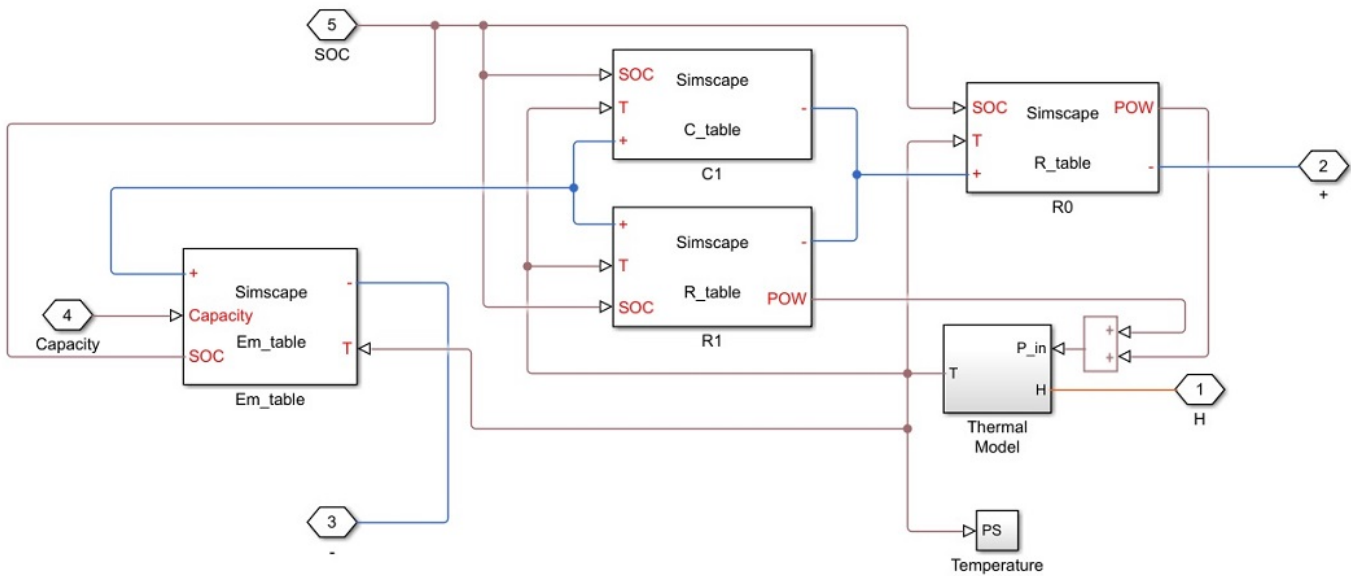 5
SOC
SOC
T
+
Simscape
C_table
-
C1
SOC
T
+
Simscape
R_table
POW
-
R0
2
+
+
T
SOC
Simscape
R_table
-
POW
R1
+
Capacity
SOC
Simscape
Em_table
-
T
Em_table
4
Capacity
+
+
T
P_in
H
Thermal
Model
1
H
3
-
PS
Temperature